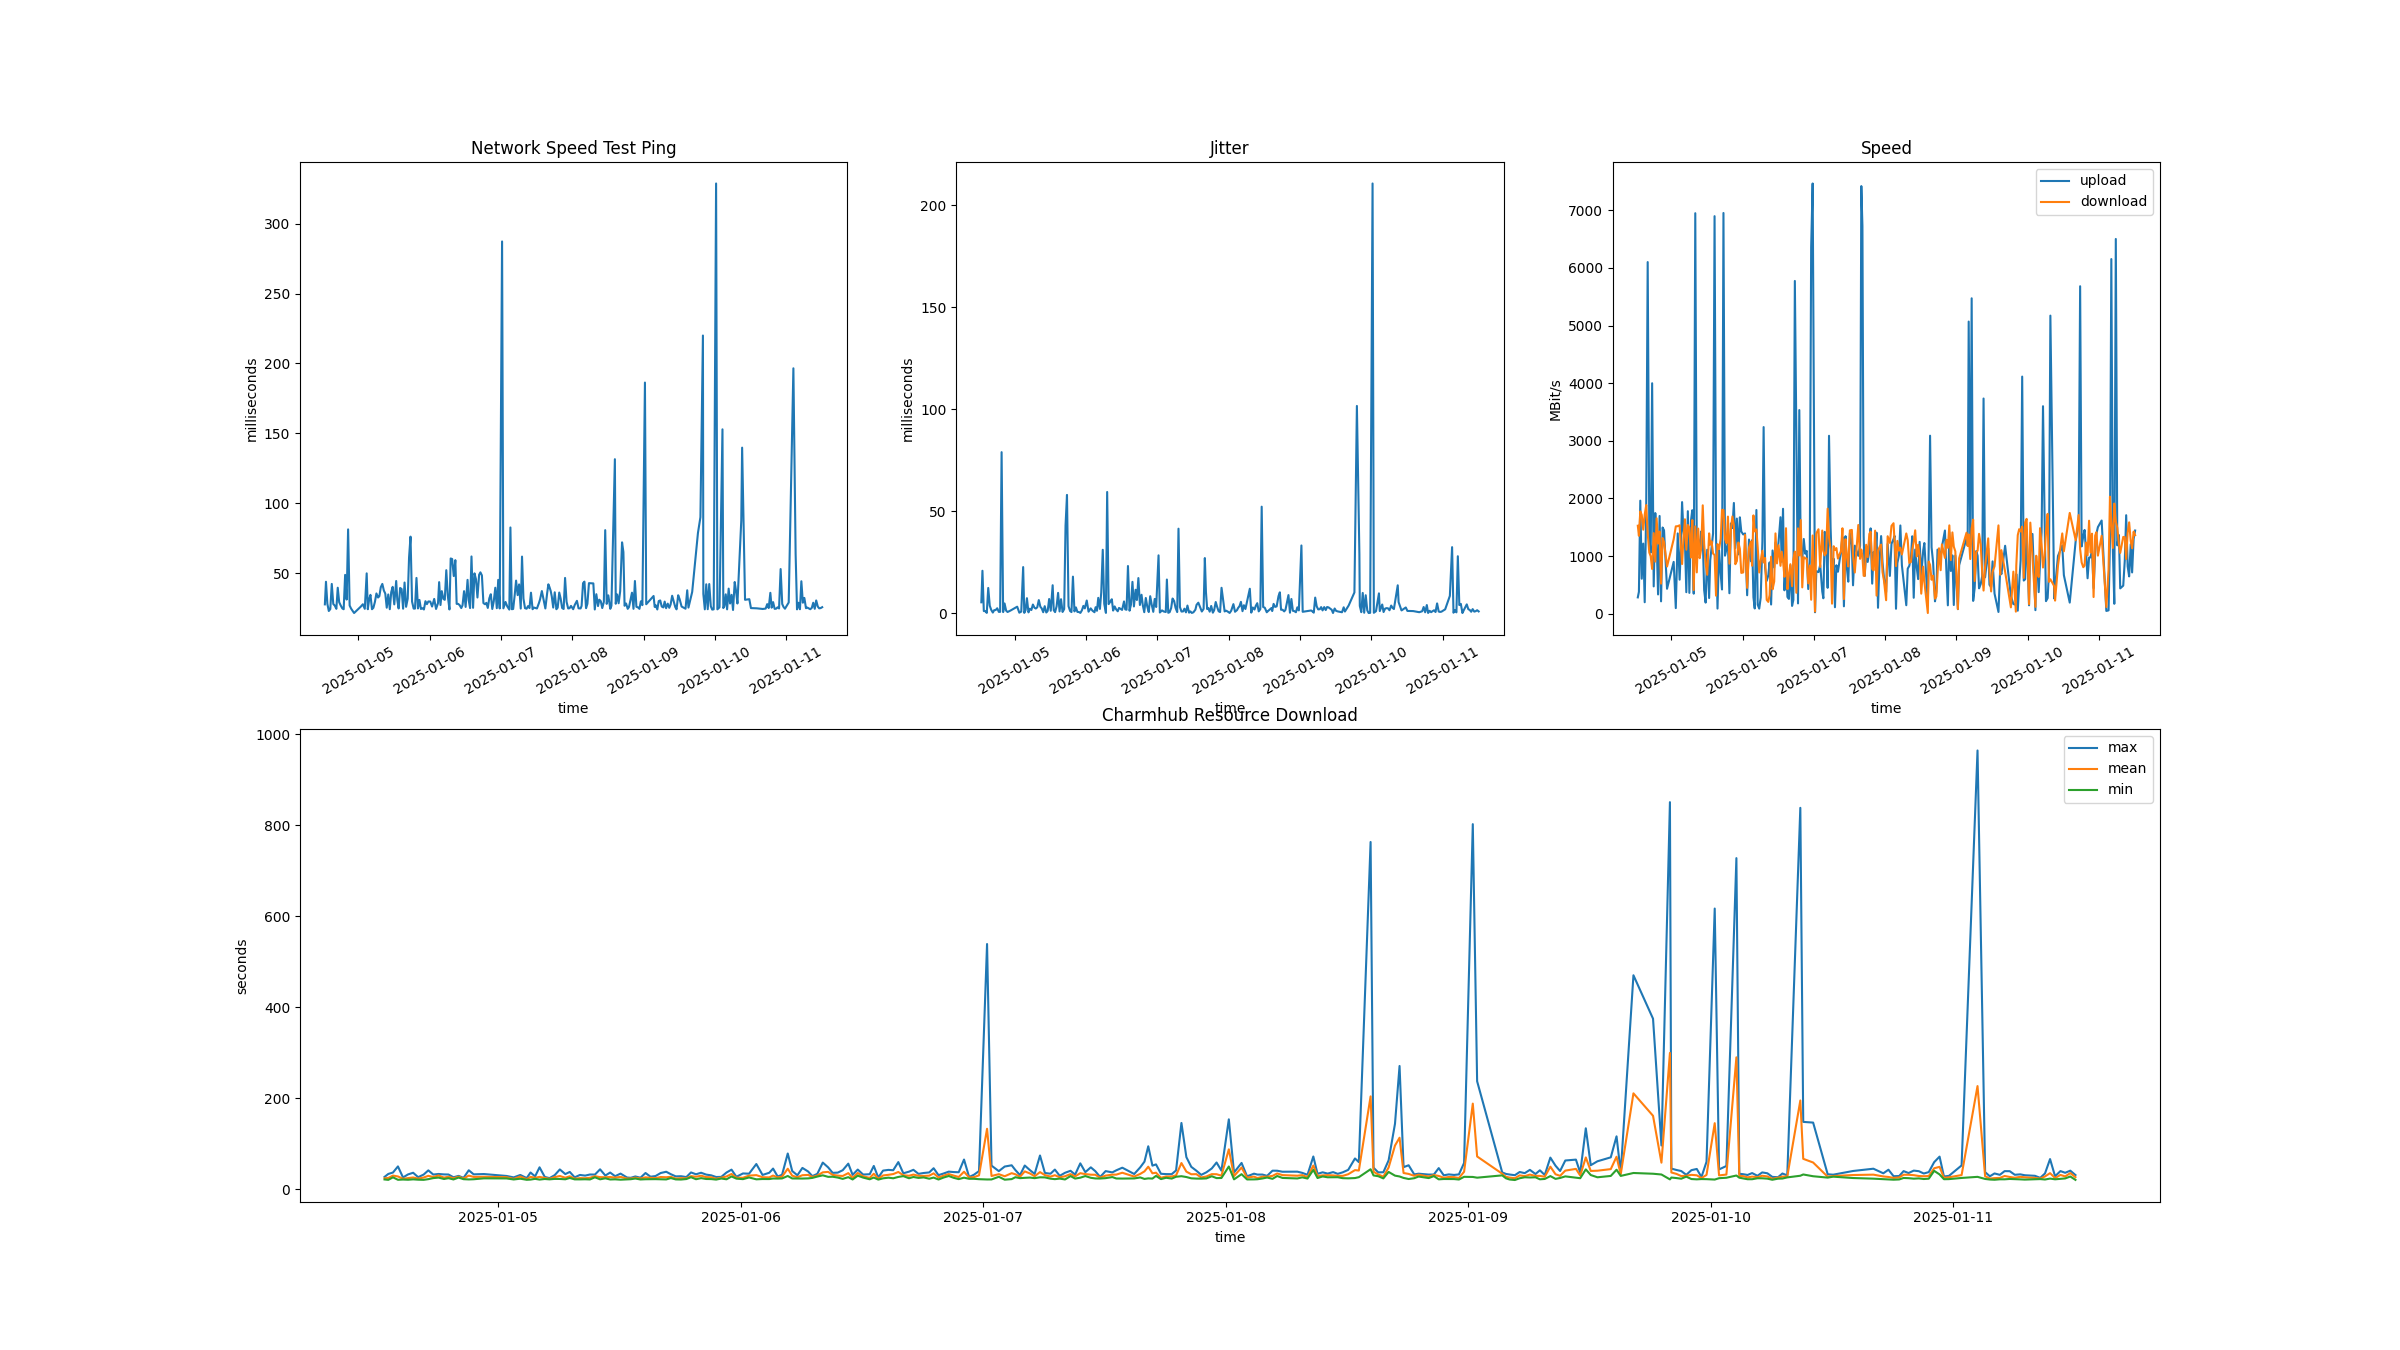 Network Speed Test Ping
milliseconds
300
250
200
150
100
50
2025-01-05 2025-01-06 2025-01-07 2025-01-08 2025-01-09 2025-01-10 2025-01-11
time
Jitter
milliseconds
200
150
100
50
0
2025-01-05 2025-01-06 2025-01-07 2025-01-08 2025-01-09 2025-01-10 2025-01-11
time
Speed
upload
download
MBit/s
7000
6000
5000
4000
3000
2000
1000
0
2025-01-05 2025-01-06 2025-01-07 2025-01-08 2025-01-09 2025-01-10 2025-01-11
time
Charmhub Resource Download
max
mean
min
seconds
1000
800
600
400
200
0
2025-01-05 2025-01-06 2025-01-07 2025-01-08 2025-01-09 2025-01-10 2025-01-11
time